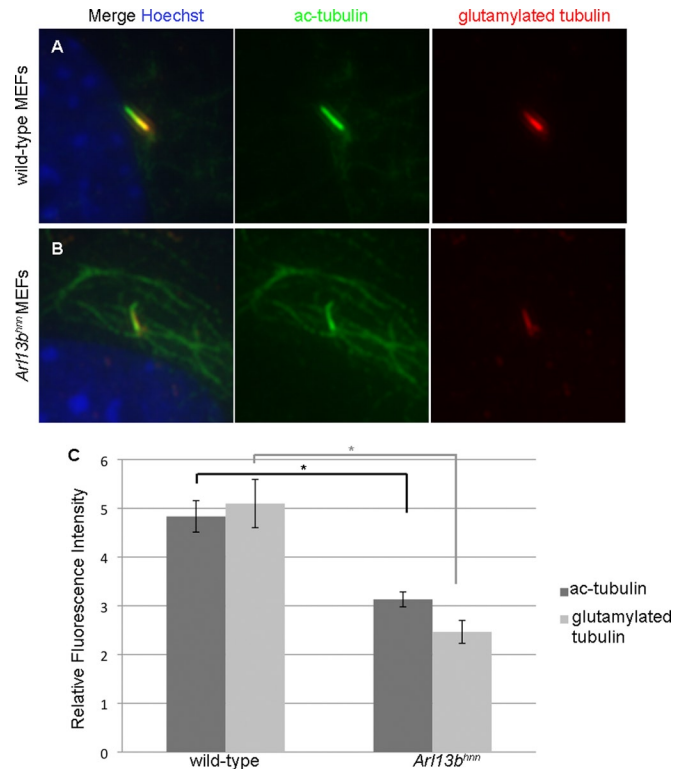 Merge Hoechst ac-tubulin glutamylated tubulin
A
wild-type MEFs
B
Arl13bhnn MEFs
C
*
*
Relative Fluorescence Intensity
6
5
4
3
2
1
0
wild-type Arl13bhnn
ac-tubulin
glutamylated
tubulin